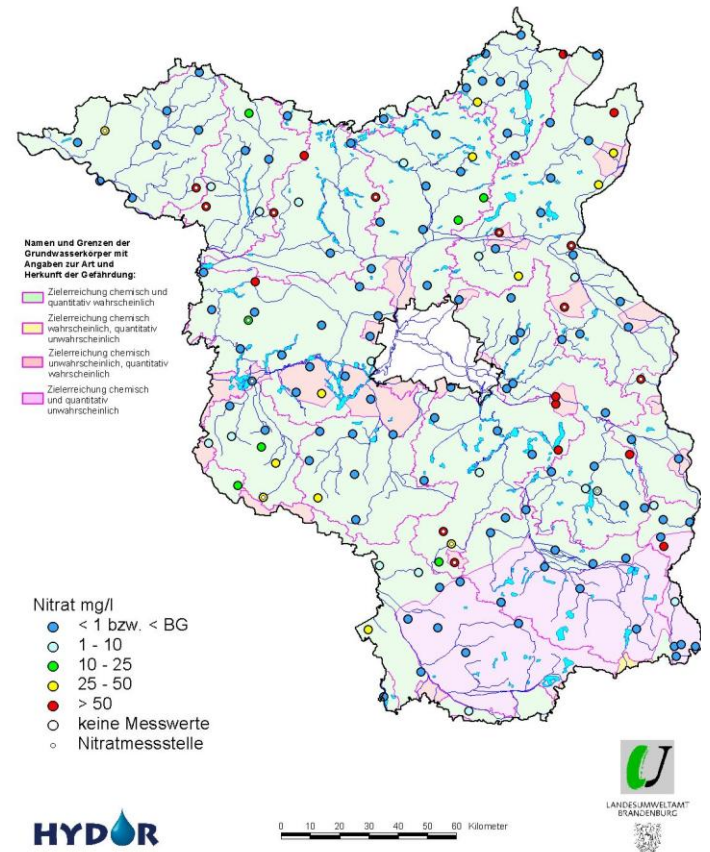 Namen und Grenzen der
Grundwasserkörper mit
Angaben zur Art und
Herkunft der Gefährdung:
Zielerreichung chemisch und
quantitativ wahrscheinlich
Zielerreichung chemisch
wahrscheinlich, quantitativ
unwahrscheinlich
Zielerreichung chemisch
unwahrscheinlich, quantitativ
wahrscheinlich
Zielerreichung chemisch
und quantitativ
unwahrscheinlich
Nitrat mg/l
< 1 bzw. < BG
1 - 10
10 - 25
25 - 50
> 50
keine Messwerte
Nitratmessstelle
HYDOR
0 10 20 30 40 50 60 Kilometer
LANDESUMWELTAMT
BRANDENBURG